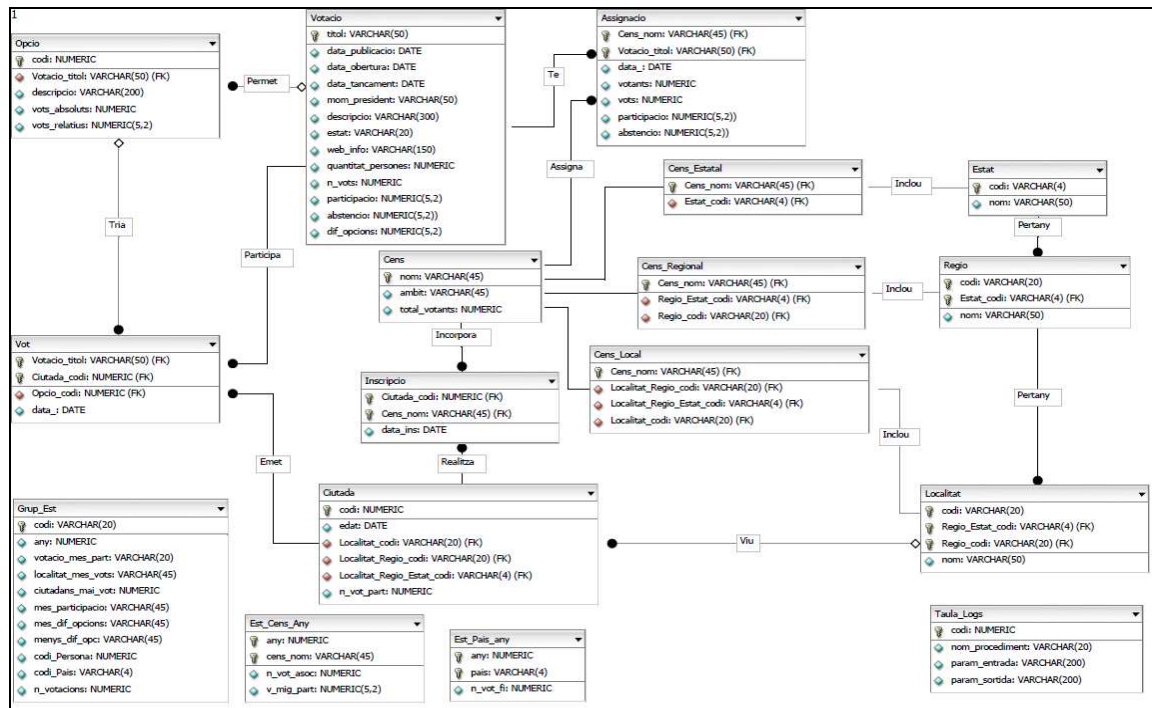 1
Opcio
codi: NUMERIC
Votacio_titol: VARCHAR(50) (FK)
descripcio: VARCHAR(200)
vots_absoluts: NUMERIC
vots_relatius: NUMERIC(5,2)
Permet
Votacio
titol: VARCHAR(50)
data_publicacio: DATE
data_obertura: DATE
data_tancament: DATE
mom_president: VARCHAR(50)
descripcio: VARCHAR(300)
estat: VARCHAR(20)
web_info: VARCHAR(150)
quantitat_persones: NUMERIC
n_vots: NUMERIC
participacio: NUMERIC(5,2)
abstencio: NUMERIC(5,2))
dif_opcions: NUMERIC(5,2)
Te
Assignacio
Cens_nom: VARCHAR(45) (FK)
Votacio_titol: VARCHAR(50) (FK)
data_: DATE
votants: NUMERIC
vots: NUMERIC
participacio: NUMERIC(5,2))
abstencio: NUMERIC(5,2))
Assigna
Cens_Estatal
Cens_nom: VARCHAR(45) (FK)
Estat_codi: VARCHAR(4) (FK)
Inclou
Estat
codi: VARCHAR(4)
nom: VARCHAR(50)
Tria
Pertany
Participa
Cens
nom: VARCHAR(45)
ambit: VARCHAR(45)
total_votants: NUMERIC
Cens_Regional
Cens_nom: VARCHAR(45) (FK)
Regio_Estat_codi: VARCHAR(4) (FK)
Regio_codi: VARCHAR(20) (FK)
Inclou
Regio
codi: VARCHAR(20)
Estat_codi: VARCHAR(4) (FK)
nom: VARCHAR(50)
Incorpora
Vot
Votacio_titol: VARCHAR(50) (FK)
Ciutada_codi: NUMERIC (FK)
Opcio_codi: NUMERIC (FK)
data_: DATE
Cens_Local
Cens_nom: VARCHAR(45) (FK)
Localitat_Regio_codi: VARCHAR(20) (FK)
Localitat_Regio_Estat_codi: VARCHAR(4) (FK)
Localitat_codi: VARCHAR(20) (FK)
Inscripcio
Ciutada_codi: NUMERIC (FK)
Cens_nom: VARCHAR(45) (FK)
data_ins: DATE
Pertany
Inclou
Emet
Realitza
Grup_Est
codi: VARCHAR(20)
any: NUMERIC
votacio_mes_part: VARCHAR(20)
localitat_mes_vots: VARCHAR(45)
ciutadans_mai_vot: NUMERIC
mes_participacio: VARCHAR(45)
mes_dif_opcions: VARCHAR(45)
menys_dif_opc: VARCHAR(45)
codi_Persona: NUMERIC
codi_Pais: VARCHAR(4)
n_votacions: NUMERIC
Ciutada
codi: NUMERIC
edat: DATE
Localitat_codi: VARCHAR(20) (FK)
Localitat_Regio_codi: VARCHAR(20) (FK)
Localitat_Regio_Estat_codi: VARCHAR(4) (FK)
n_vot_part: NUMERIC
Viu
Localitat
codi: VARCHAR(20)
Regio_Estat_codi: VARCHAR(4) (FK)
Regio_codi: VARCHAR(20) (FK)
nom: VARCHAR(50)
Est_Cens_Any
any: NUMERIC
cens_nom: VARCHAR(45)
n_vot_asoc: NUMERIC
v_mig_part: NUMERIC(5,2)
Est_Pais_any
any: NUMERIC
pais: VARCHAR(4)
n_vot_fi: NUMERIC
Taula_Logs
codi: NUMERIC
nom_procediment: VARCHAR(20)
param_entrada: VARCHAR(200)
param_sortida: VARCHAR(200)